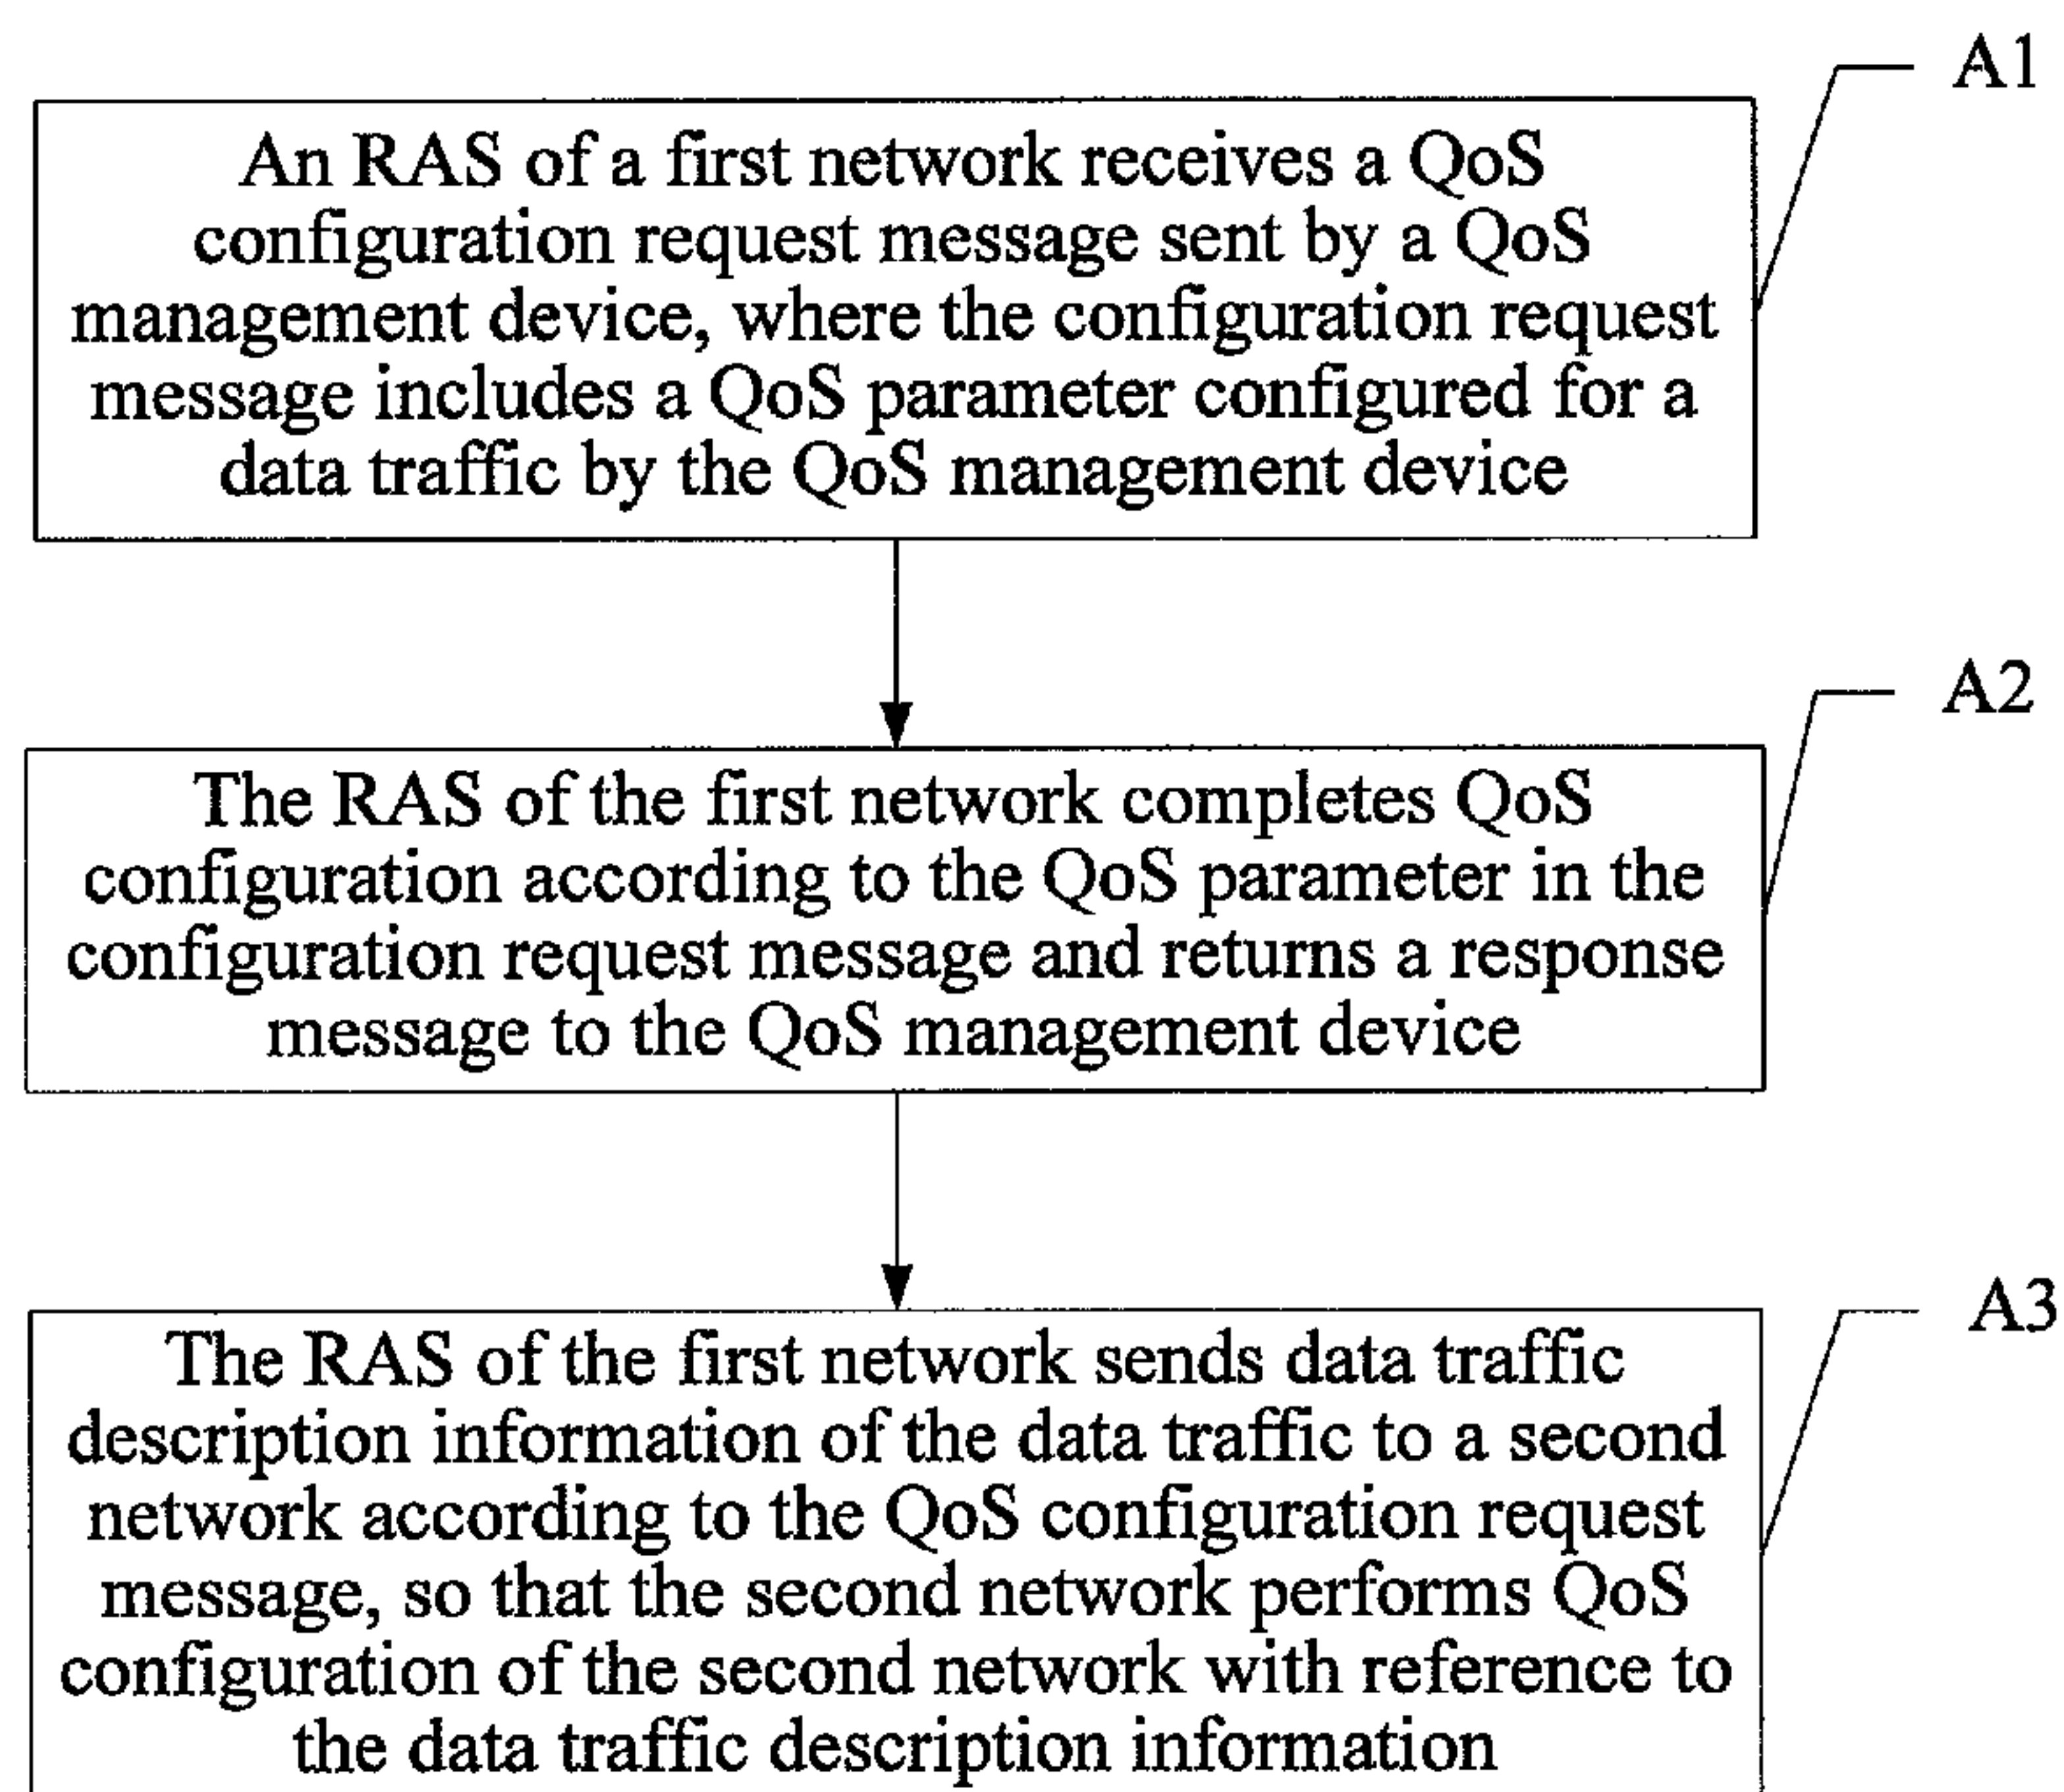 A1
An RAS of a first network receives a QoS
configuration request message sent by a QoS
management device, where the configuration request
message includes a QoS parameter configured for a
data traffic by the QoS management device
A2
The RAS of the first network completes QoS
configuration according to the QoS parameter in the
configuration request message and returns a response
message to the QoS management device
A3
The RAS of the first network sends data traffic
description information of the data traffic to a second
network according to the QoS configuration request
message, so that the second network performs QoS
configuration of the second network with reference to
the data traffic description information